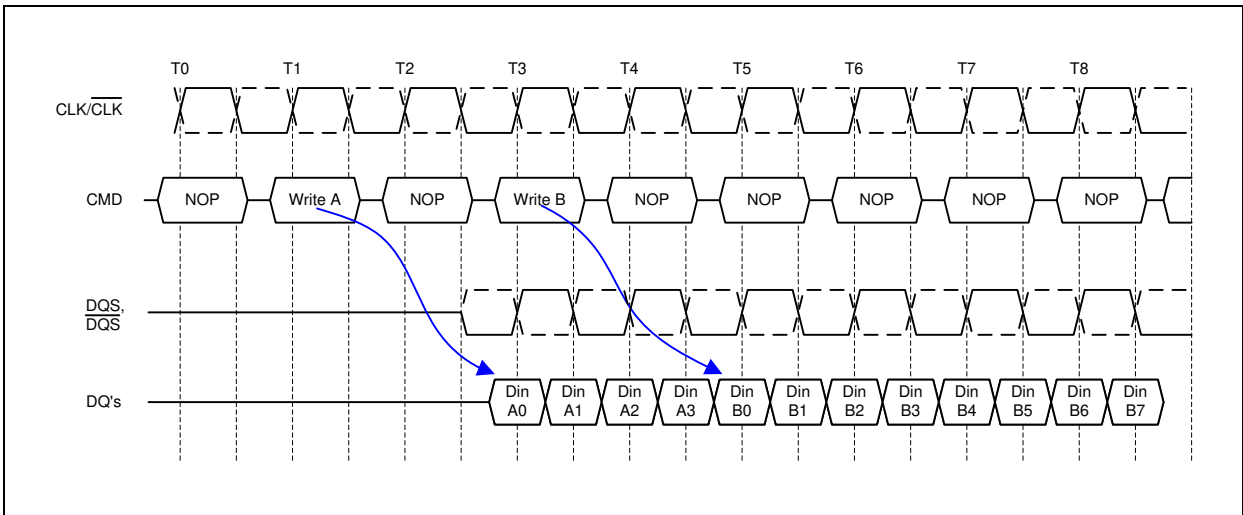 T0 T1 T2 T3 T4 T5 T6 T7 T8
CLK/CLK
CMD NOP Write A NOP Write B NOP NOP NOP NOP NOP
DQS,
DQS
DQ's Din A0 Din A1 Din A2 Din A3 Din B0 Din B1 Din B2 Din B3 Din B4 Din B5 Din B6 Din B7